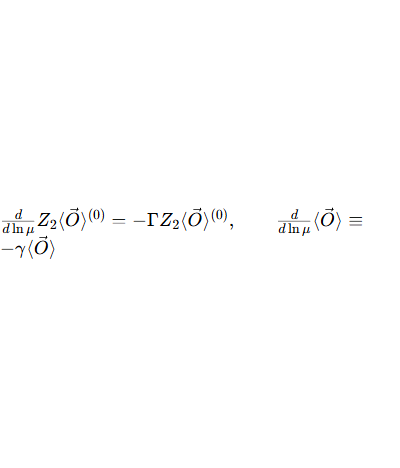 $\frac{d}{d \ln \mu} Z_2 \langle \vec{O} \rangle^{(0)} = -\Gamma Z_2 \langle \vec{O} \rangle^{(0)}, \qquad \frac{d}{d \ln \mu} \langle \vec{O} \rangle \equiv$
$-\gamma \langle \vec{O} \rangle$